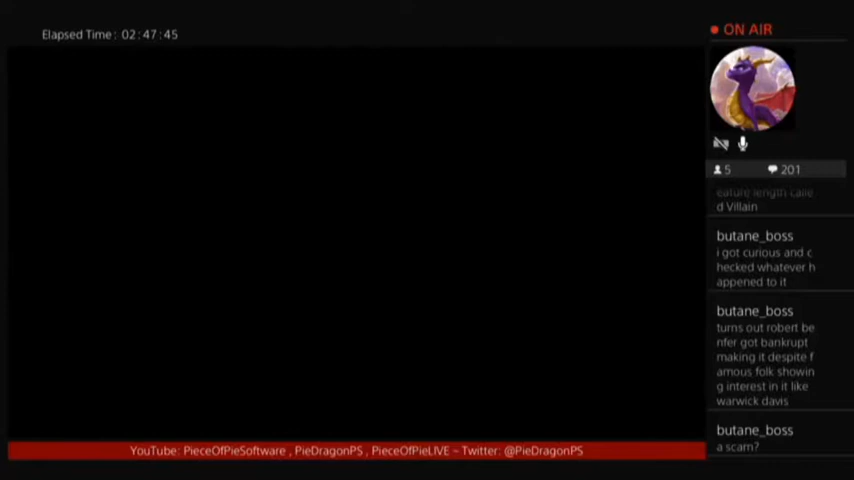 Elapsed Time: 02:47:45
ON AIR
5
201
eature length calle
d Villain
butane_boss
i got curious and c
hecked whatever h
appened to it
butane_boss
turns out robert be
nfer got bankrupt
making it despite f
amous folk showin
g interest in it like
warwick davis
butane_boss
a scam?
YouTube: PieceOfPieSoftware , PieDragonPS , PieceOfPieLIVE ~ Twitter: @PieDragonPS